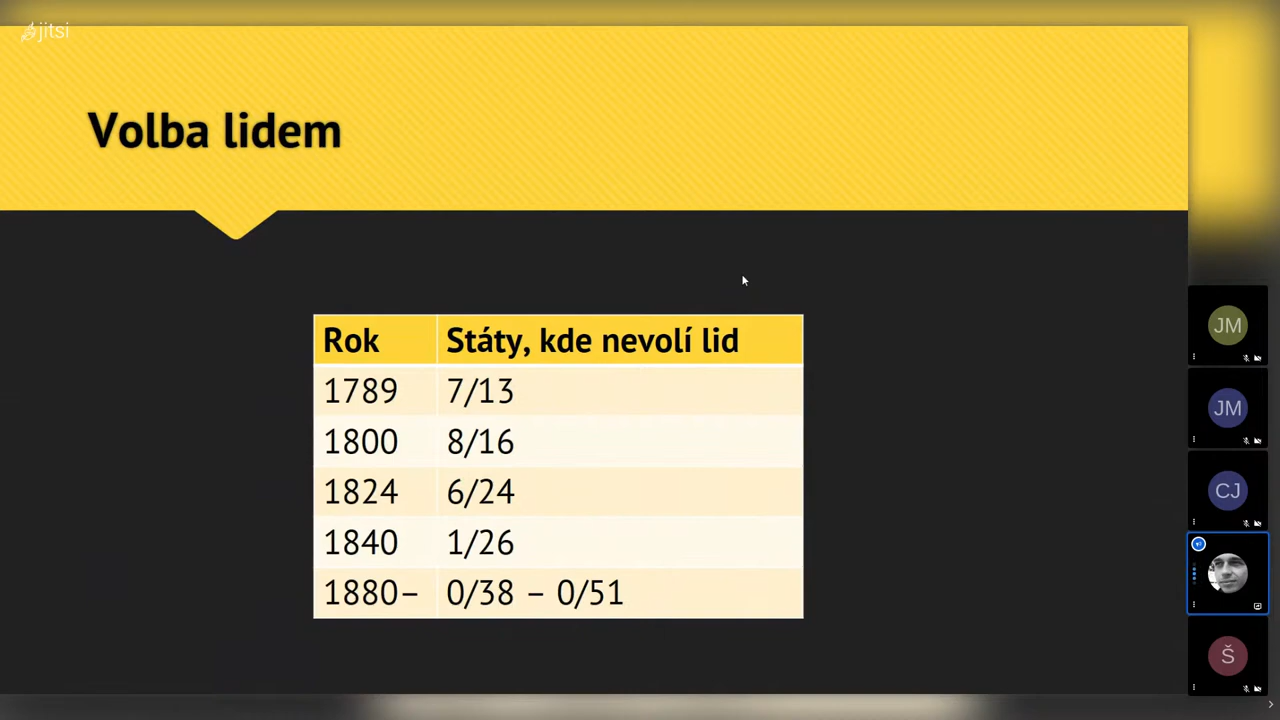 jitsi
Volba lidem
Rok Státy, kde nevolí lid
1789 7/13
1800 8/16
1824 6/24
1840 1/26
1880– 0/38 – 0/51
JM
JM
CJ
Š